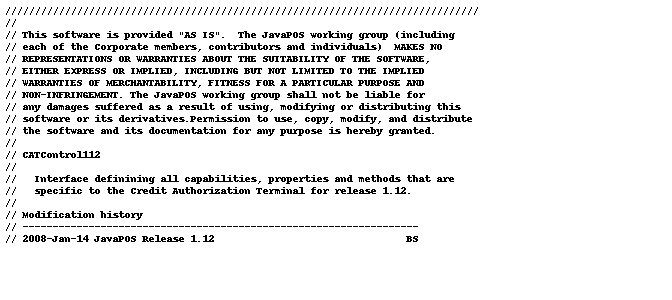 ///////////////////////////////////////////////////////////////////////////////
//
// This software is provided "AS IS".  The JavaPOS working group (including
// each of the Corporate members, contributors and individuals)  MAKES NO
// REPRESENTATIONS OR WARRANTIES ABOUT THE SUITABILITY OF THE SOFTWARE,
// EITHER EXPRESS OR IMPLIED, INCLUDING BUT NOT LIMITED TO THE IMPLIED
// WARRANTIES OF MERCHANTABILITY, FITNESS FOR A PARTICULAR PURPOSE AND
// NON-INFRINGEMENT. The JavaPOS working group shall not be liable for
// any damages suffered as a result of using, modifying or distributing this
// software or its derivatives.Permission to use, copy, modify, and distribute
// the software and its documentation for any purpose is hereby granted.
//
// CATControl112
//
//   Interface definining all capabilities, properties and methods that are
//   specific to the Credit Authorization Terminal for release 1.12.
//
// Modification history
// ------------------------------------------------------------------
// 2008-Jan-14 JavaPOS Release 1.12                                BS